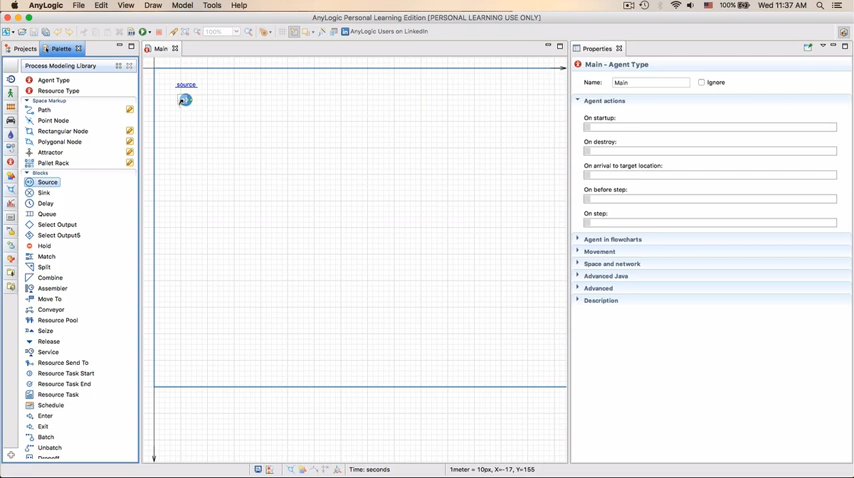 AnyLogic File Edit View Draw Model Tools Help
100% Wed 11:37 AM
AnyLogic Personal Learning Edition [PERSONAL LEARNING USE ONLY]
100% AnyLogic Users on LinkedIn
Projects Palette Main Properties
Process Modeling Library
Agent Type
Resource Type
Space Markup
Path
Point Node
Rectangular Node
Polygonal Node
Attractor
Pallet Rack
Blocks
Source
Sink
Delay
Queue
Select Output
Select Output5
Hold
Match
Split
Combine
Assembler
Move To
Conveyor
Resource Pool
Seize
Release
Service
Resource Send To
Resource Task Start
Resource Task End
Resource Task
Schedule
Enter
Exit
Batch
Unbatch
Dropoff
source
Main - Agent Type
Name: Main Ignore
Agent actions
On startup:
On destroy:
On arrival to target location:
On before step:
On step:
Agent in flowcharts
Movement
Space and network
Advanced Java
Advanced
Description
Time: seconds 1meter = 10px, X=-17, Y=155